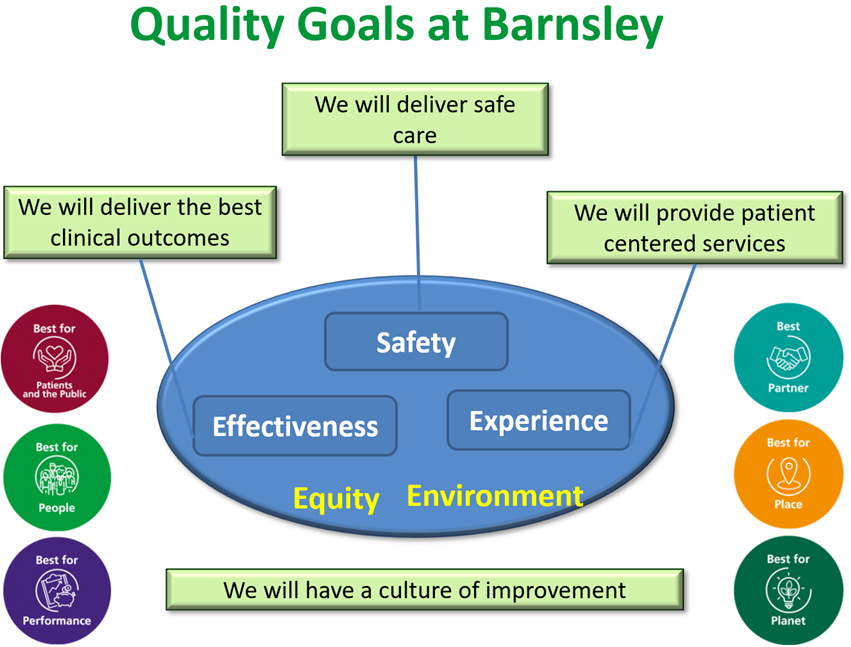 Quality Goals at Barnsley
We will deliver safe
care
We will deliver the best
clinical outcomes
We will provide patient
centered services
Safety
Effectiveness
Experience
Equity
Environment
We will have a culture of improvement
Best for
Patients
and the Public
Best for
People
Best for
Performance
Best
Partner
Best for
Place
Best for
Planet